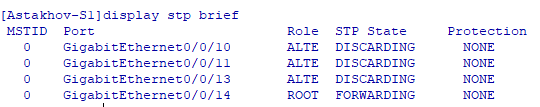 [Astakhov-S1]display stp brief
MSTID Port Role STP State Protection
0 GigabitEthernet0/0/10 ALTE DISCARDING NONE
0 GigabitEthernet0/0/11 ALTE DISCARDING NONE
0 GigabitEthernet0/0/13 ALTE DISCARDING NONE
0 GigabitEthernet0/0/14 ROOT FORWARDING NONE